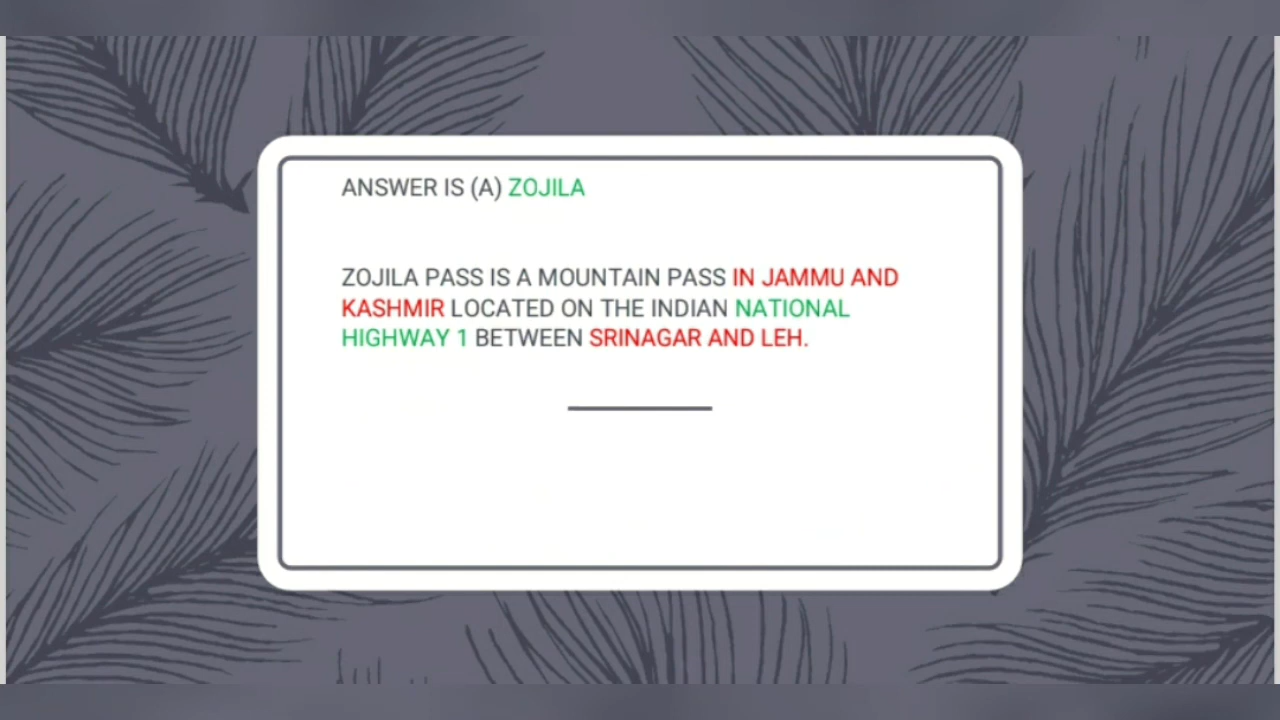 ANSWER IS (A) ZOJILA
ZOJILA PASS IS A MOUNTAIN PASS IN JAMMU AND
KASHMIR LOCATED ON THE INDIAN NATIONAL
HIGHWAY 1 BETWEEN SRINAGAR AND LEH.